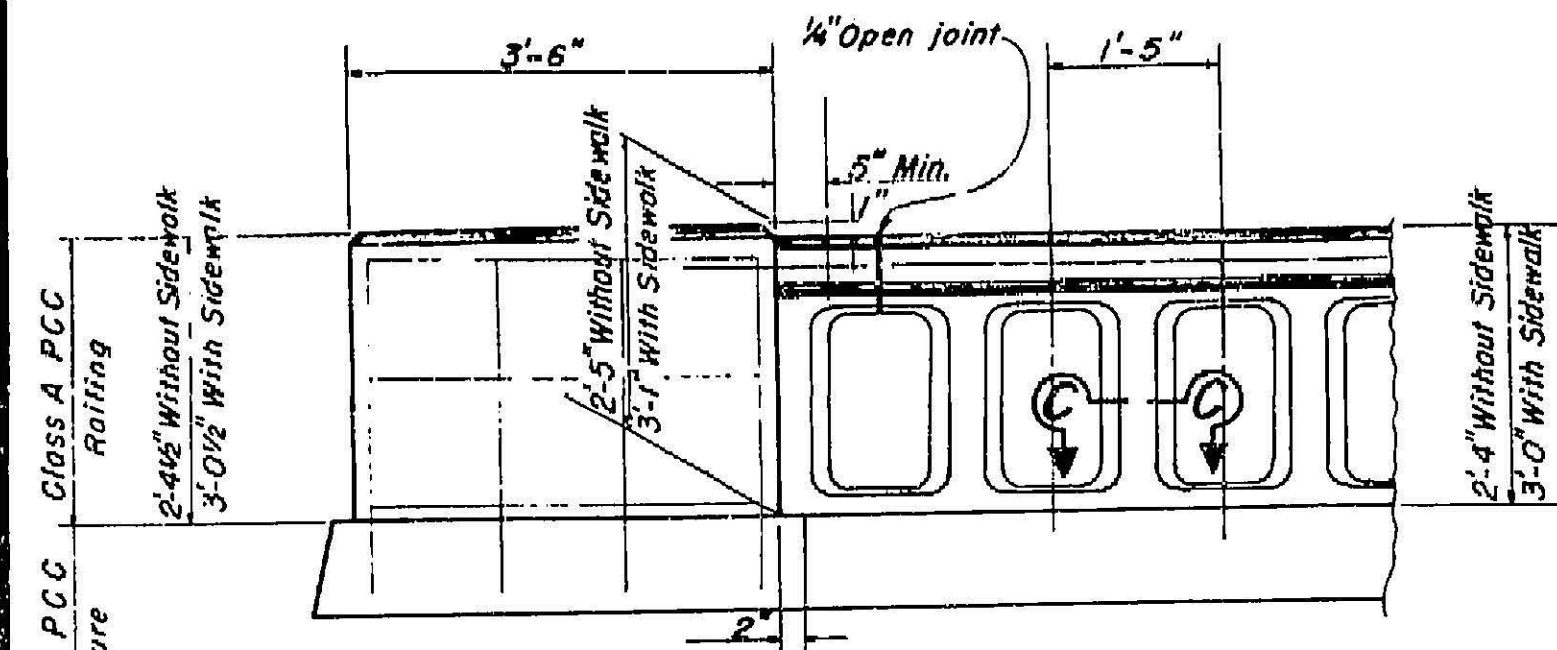 3'-6"
¼" Open joint
1'-5"
5" Min.
1"
2'-4½" Without Sidewalk
3'-0½" With Sidewalk
2'-5" Without Sidewalk
3'-1" With Sidewalk
2'-4" Without Sidewalk
3'-0" With Sidewalk
Class A PCC
Railing
C
C
PCC
2"